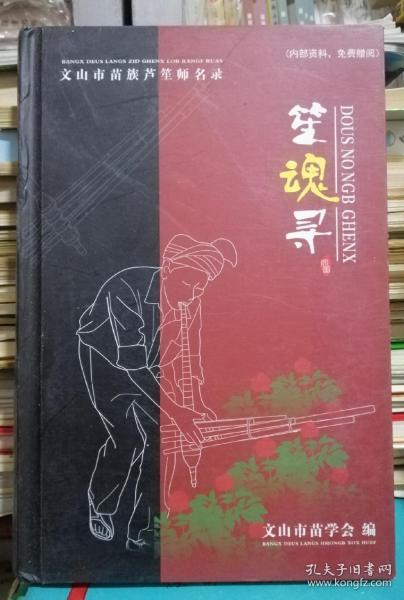 BANGX DEUS LANGS ZID GHENX LOB RANGF RUAS
文山市苗族芦笙师名录
(内部资料，免费赠阅)
笙魂寻
DOUS NO NGB GHENX
文山市苗学会 编
BANGX DEUS LANGS HMONGB XOX HUEF
孔夫子旧书网
www.kongfz.com